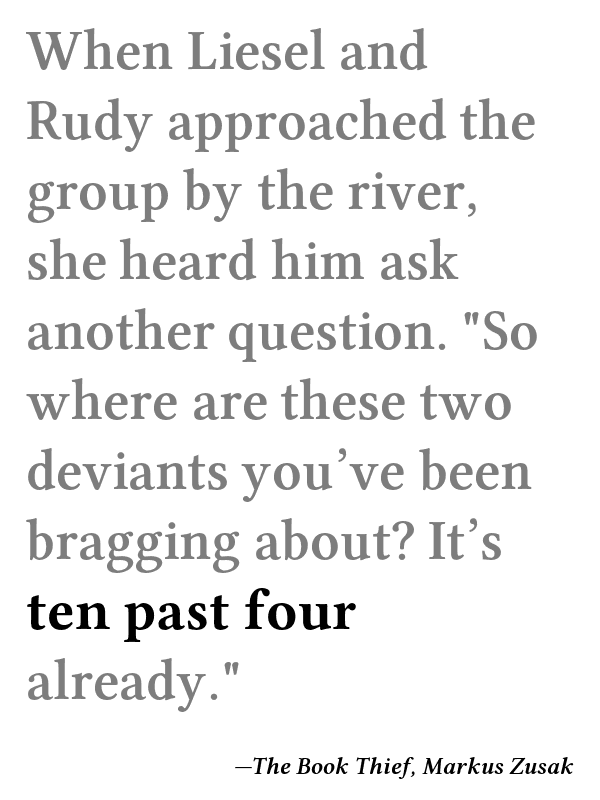 When Liesel and
Rudy approached the
group by the river,
she heard him ask
another question. "So
where are these two
deviants you’ve been
bragging about? It’s
ten past four
already."
—The Book Thief, Markus Zusak